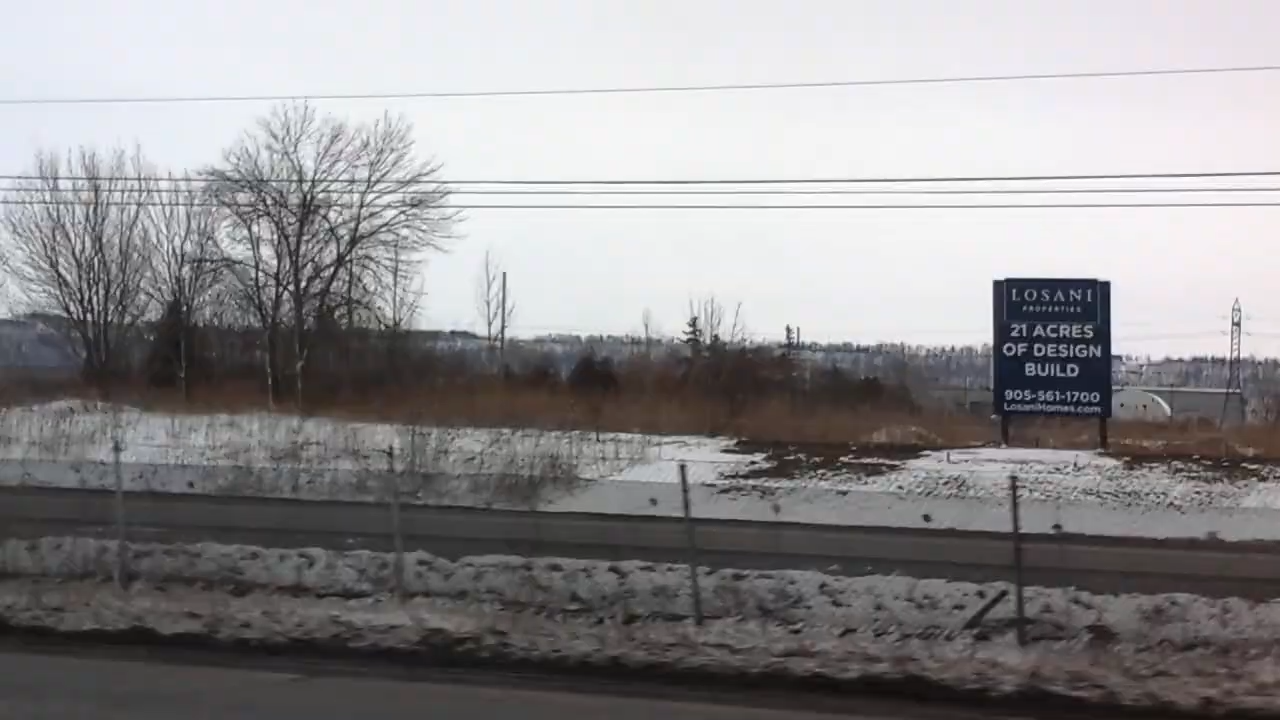 LOSANI
PROPERTIES
21 ACRES
OF DESIGN
BUILD
905-561-1700
LosaniHomes.com